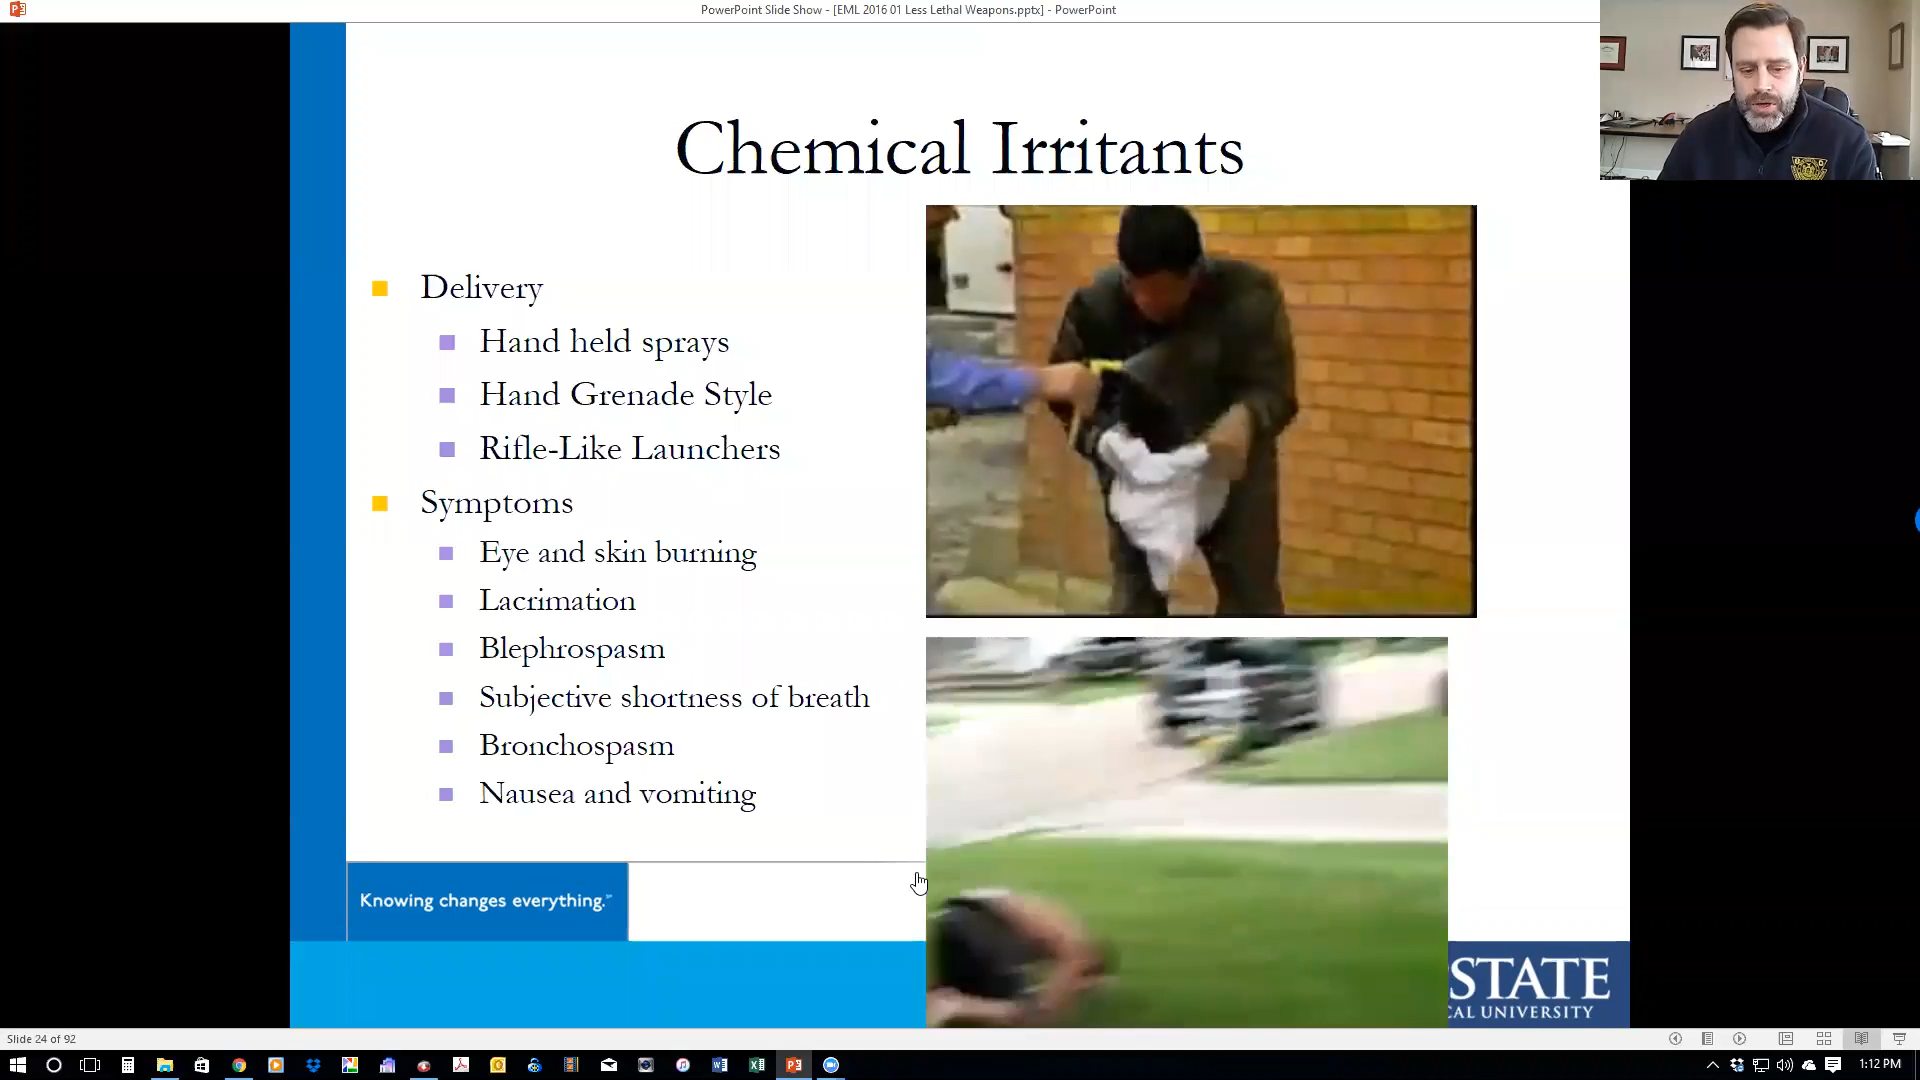 PowerPoint Slide Show - [EML 2016 01 Less Lethal Weapons.pptx] - PowerPoint
Chemical Irritants
Delivery
Hand held sprays
Hand Grenade Style
Rifle-Like Launchers
Symptoms
Eye and skin burning
Lacrimation
Blephrospasm
Subjective shortness of breath
Bronchospasm
Nausea and vomiting
Knowing changes everything.
STATE
CAL UNIVERSITY
Slide 24 of 92
1:12 PM